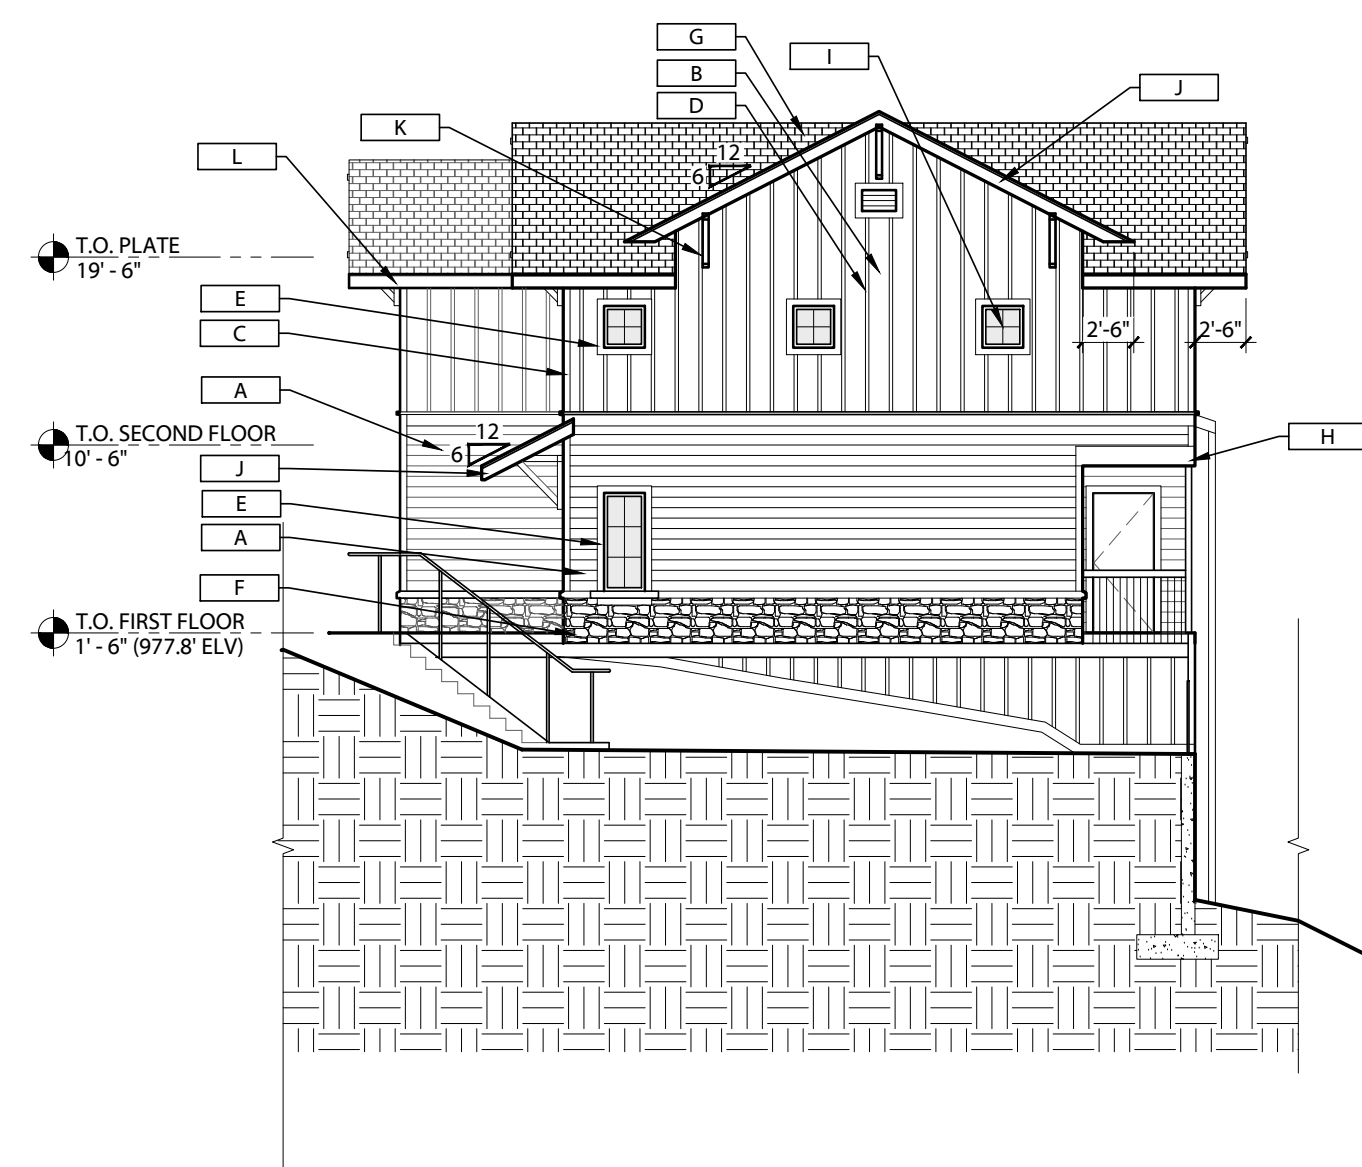 G
I
B
J
D
K
12
L
6
T.O. PLATE
19' - 6"
E
2'-6"
2'-6"
C
A
12
T.O. SECOND FLOOR
10' - 6"
6
H
J
E
A
F
T.O. FIRST FLOOR
1' - 6" (977.8' ELV)